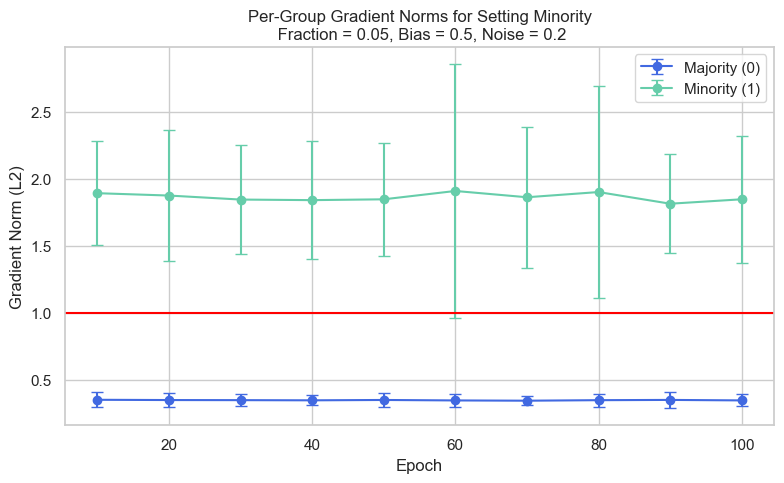 Per-Group Gradient Norms for Setting Minority
Fraction = 0.05, Bias = 0.5, Noise = 0.2
Majority (0)
Minority (1)
Gradient Norm (L2)
2.5
2.0
1.5
1.0
0.5
20
40
60
80
100
Epoch